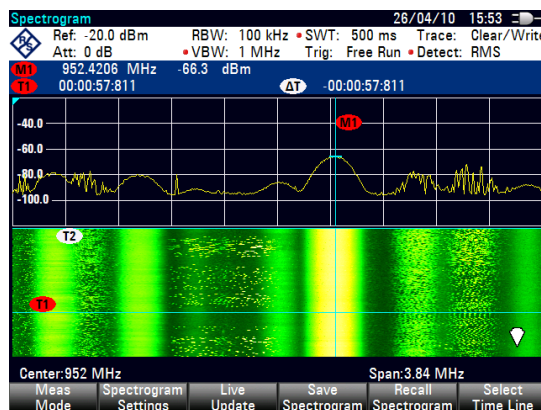 Spectrogram 26/04/10 15:53
Ref: -20.0 dBm RBW: 100 kHz SWT: 500 ms Trace: Clear/Write
Att: 0 dB VBW: 1 MHz Trig: Free Run Detect: RMS
M1 952.4206 MHz -66.3 dBm
T1 00:00:57:811 ΔT -00:00:57:811
M1
-40.0
-60.0
-80.0
-100.0
T2
T1
Center:952 MHz Span:3.84 MHz
Meas Mode
Spectrogram Settings
Live Update
Save Spectrogram
Recall Spectrogram
Select Time Line